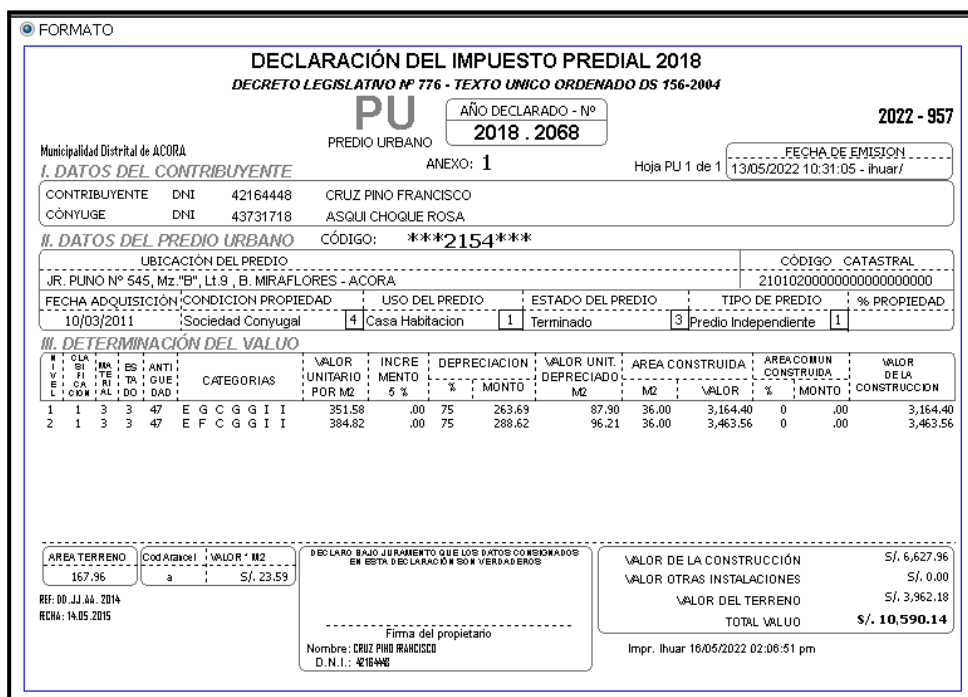 FORMATO
DECLARACIÓN DEL IMPUESTO PREDIAL 2018
DECRETO LEGISLATIVO Nº 776 - TEXTO UNICO ORDENADO DS 156-2004
PU
PREDIO URBANO
AÑO DECLARADO - Nº
2018 . 2068
2022 - 957
Municipalidad Distrital de ACORA
ANEXO: 1
Hoja PU 1 de 1
FECHA DE EMISION
13/05/2022 10:31:05 - ihuar/
I. DATOS DEL CONTRIBUYENTE
CONTRIBUYENTE DNI 42164448 CRUZ PINO FRANCISCO
CÓNYUGE DNI 43731718 ASQUI CHOQUE ROSA
II. DATOS DEL PREDIO URBANO CÓDIGO: ***2154***
UBICACIÓN DEL PREDIO CÓDIGO CATASTRAL
JR. PUNO Nº 545, Mz."B", Lt.9 , B. MIRAFLORES - ACORA 21010200000000000000000
FECHA ADQUISICIÓN CONDICION PROPIEDAD USO DEL PREDIO ESTADO DEL PREDIO TIPO DE PREDIO % PROPIEDAD
10/03/2011 Sociedad Conyugal 4 Casa Habitacion 1 Terminado 3 Predio Independiente 1
III. DETERMINACIÓN DEL VALUO
NIVEL CLASIFICACION MATERIAL ESTADO ANTIGUEDAD CATEGORIAS VALOR UNITARIO POR M2 INCREMENTO 5 % DEPRECIACION % MONTO VALOR UNIT. DEPRECIADO M2 AREA CONSTRUIDA M2 VALOR AREA COMUN CONSTRUIDA % MONTO VALOR DE LA CONSTRUCCION
1 1 3 3 47 E G C G G I I 351.58 .00 75 263.69 87.90 36.00 3,164.40 0 .00 3,164.40
2 1 3 3 47 E F C G G I I 384.82 .00 75 288.62 96.21 36.00 3,463.56 0 .00 3,463.56
AREA TERRENO Cod Arancel VALOR * M2
167.96 a S/. 23.59
REF: DD.JJ.AA. 2014
FECHA: 14.05.2015
DECLARO BAJO JURAMENTO QUE LOS DATOS CONSIGNADOS
EN ESTA DECLARACIÓN SON VERDADEROS
Firma del propietario
Nombre: CRUZ PINO FRANCISCO
D.N.I.: 42164448
VALOR DE LA CONSTRUCCIÓN S/. 6,627.96
VALOR OTRAS INSTALACIONES S/. 0.00
VALOR DEL TERRENO S/. 3,962.18
TOTAL VALUO S/. 10,590.14
Impr. Ihuar 16/05/2022 02:06:51 pm